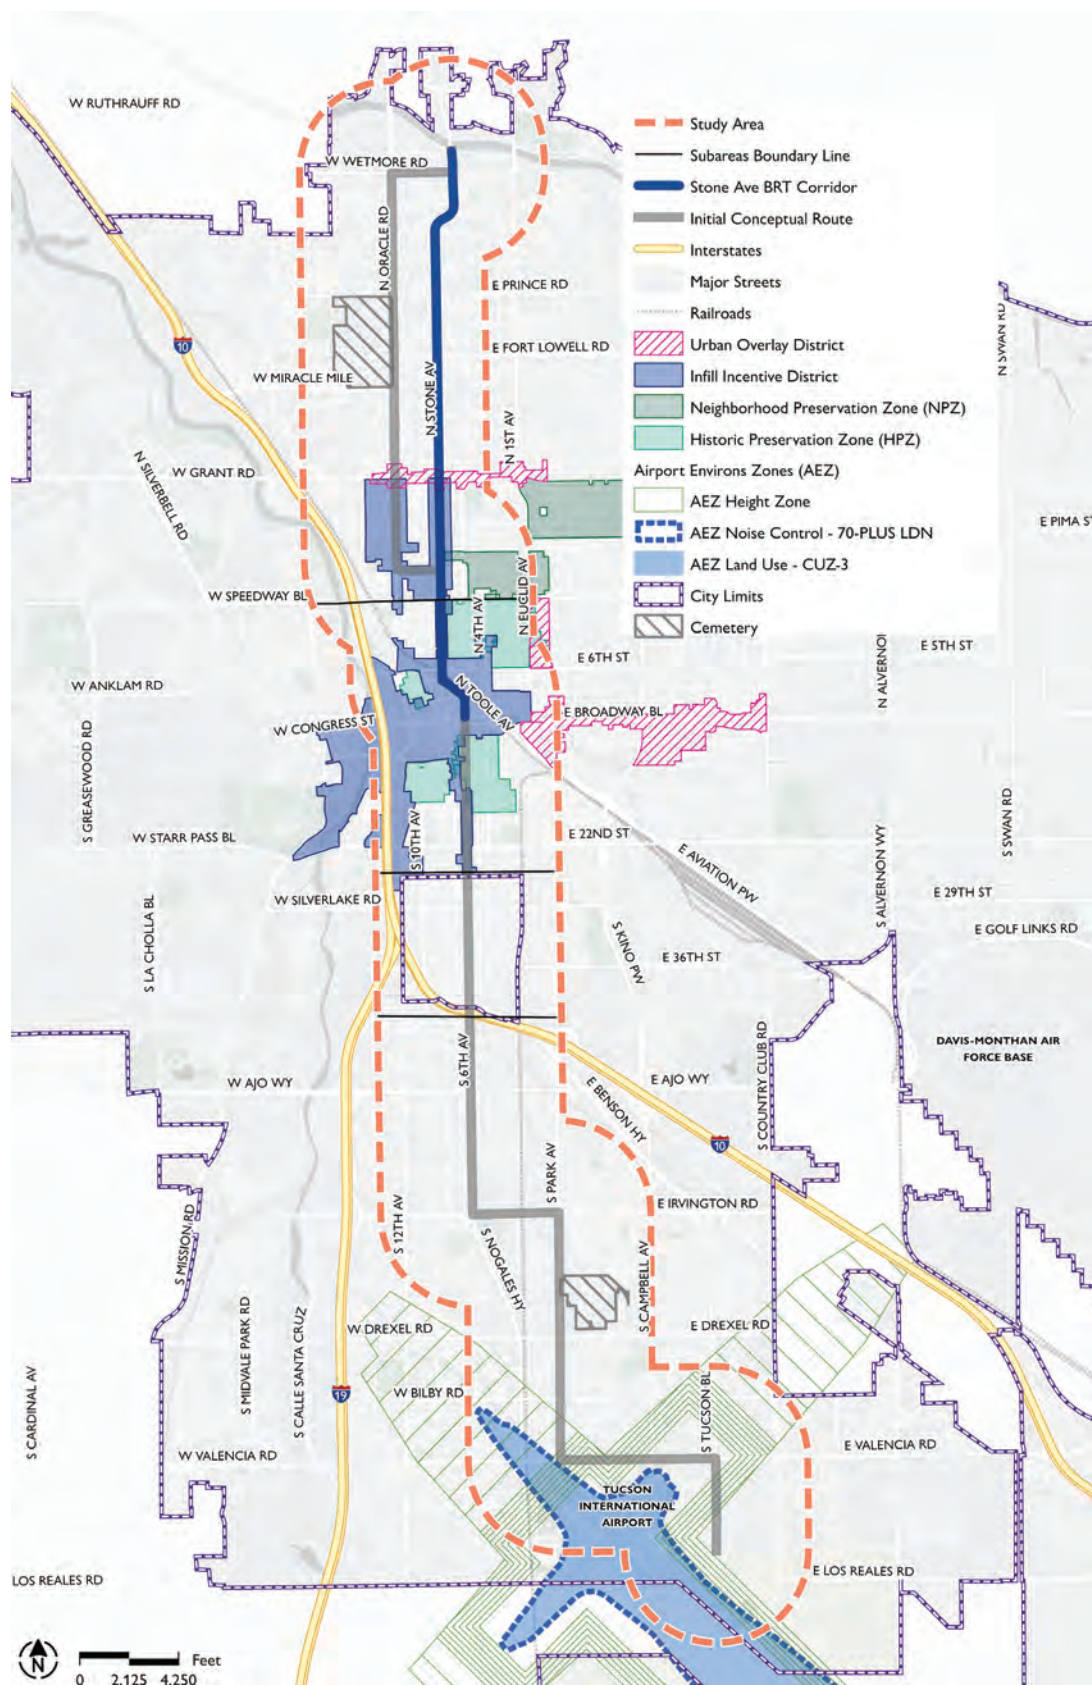 W RUTHRAUFF RD
W WETMORE RD
N ORACLE RD
E PRINCE RD
E FORT LOWELL RD
W MIRACLE MILE
N STONE AV
N 1ST AV
10
W GRANT RD
N SILVERBELL RD
W SPEEDWAY BL
N 4TH AV
N EUCLID AV
E 6TH ST
W ANKLAM RD
N TOOLE AV
W CONGRESS ST
E BROADWAY BL
S GREASEWOOD RD
W STARR PASS BL
S 10TH AV
E 22ND ST
E AVIATION PW
W SILVERLAKE RD
S LA CHOLLA BL
S KINO PW
E 36TH ST
Study Area
Subareas Boundary Line
Stone Ave BRT Corridor
Initial Conceptual Route
Interstates
Major Streets
Railroads
Urban Overlay District
Infill Incentive District
Neighborhood Preservation Zone (NPZ)
Historic Preservation Zone (HPZ)
Airport Environs Zones (AEZ)
AEZ Height Zone
AEZ Noise Control - 70-PLUS LDN
AEZ Land Use - CUZ-3
City Limits
Cemetery
N SWAN RD
E PIMA ST
N ALVERNON
E 5TH ST
S SWAN RD
S ALVERNON WY
E 29TH ST
E GOLF LINKS RD
DAVIS-MONTHAN AIR
FORCE BASE
S COUNTRY CLUB RD
S 6TH AV
W AJO WY
E AJO WY
E BENSON HY
10
S PARK AV
E IRVINGTON RD
S MISSION RD
S 12TH AV
S NOGALES HY
S CAMPBELL AV
W DREXEL RD
E DREXEL RD
S MIDVALE PARK RD
S CALLE SANTA CRUZ
S CARDINAL AV
19
W BILBY RD
S TUCSON BL
W VALENCIA RD
E VALENCIA RD
TUCSON
INTERNATIONAL
AIRPORT
LOS REALES RD
E LOS REALES RD
N
Feet
0 2,125 4,250